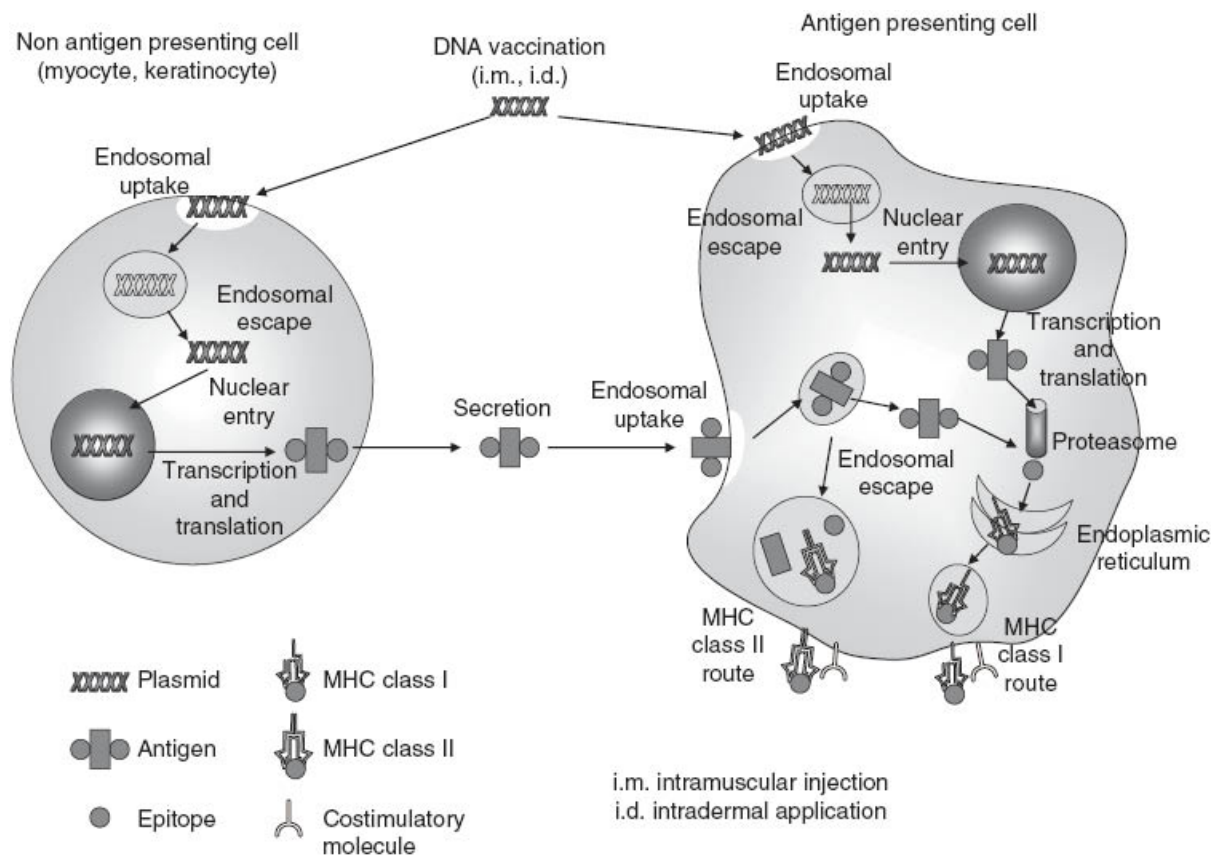 Non antigen presenting cell
(myocyte, keratinocyte)
DNA vaccination
(i.m., i.d.)
Antigen presenting cell
Endosomal
uptake
Endosomal
uptake
Endosomal
escape
Nuclear
entry
Endosomal
escape
Nuclear
entry
Transcription
and
translation
Secretion
Endosomal
uptake
Transcription
and
translation
Proteasome
Endosomal
escape
Endoplasmic
reticulum
MHC
class II
route
MHC
class I
route
Plasmid
MHC class I
Antigen
MHC class II
Epitope
Costimulatory
molecule
i.m. intramuscular injection
i.d. intradermal application